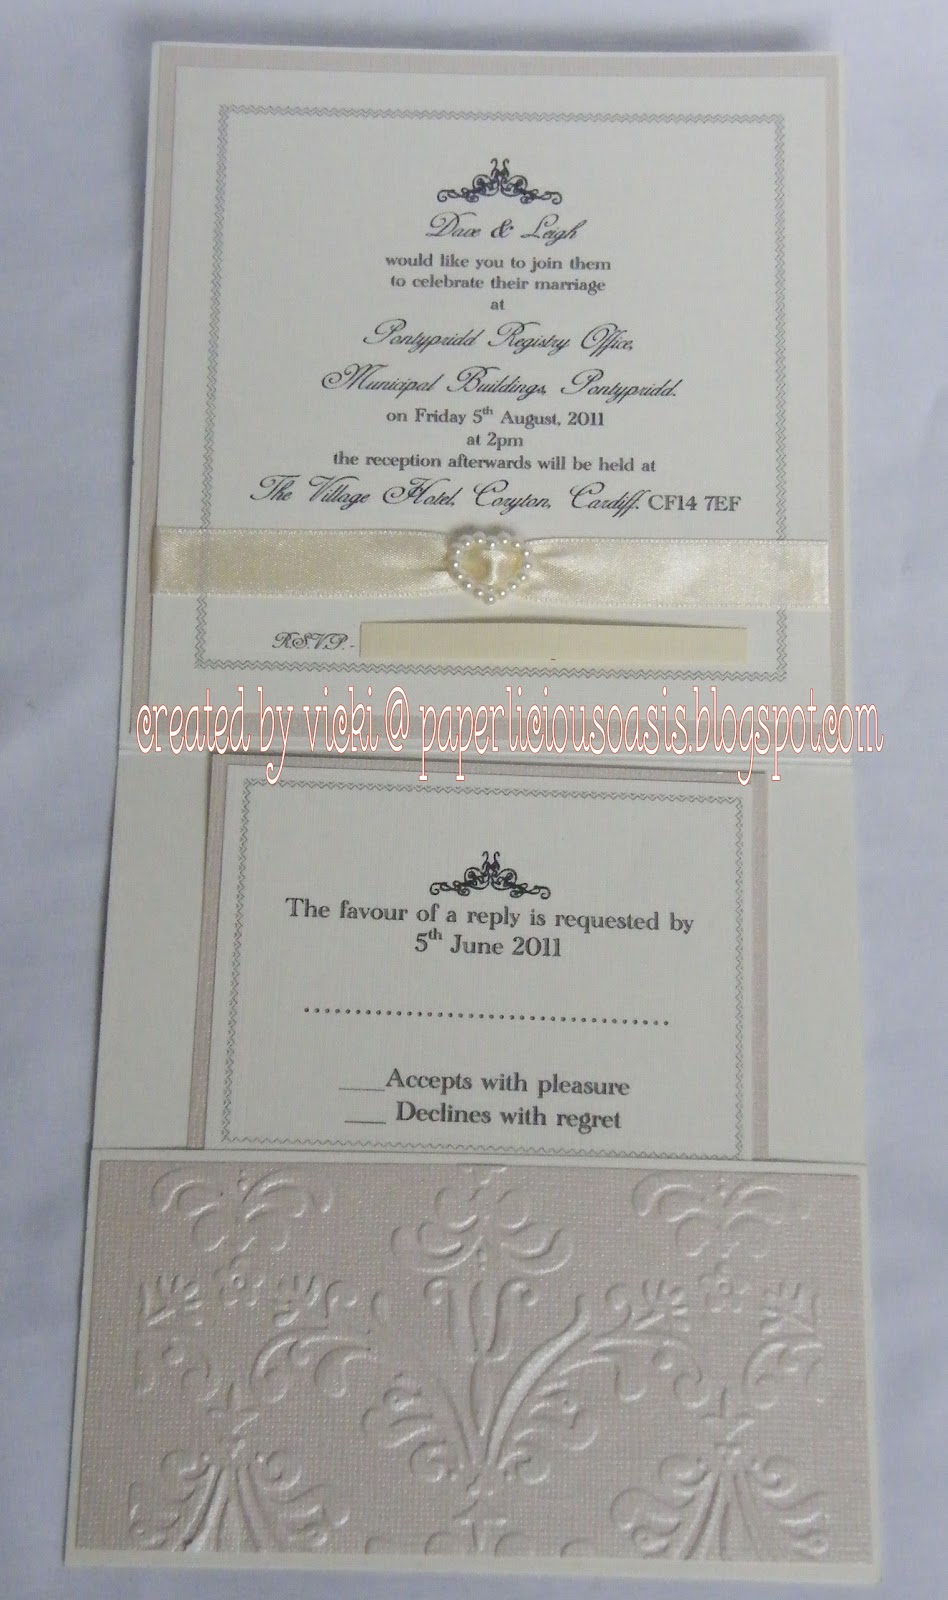 Dave & Leigh
would like you to join them
to celebrate their marriage
at
Pontypridd Registry Office,
Municipal Buildings, Pontypridd.
on Friday 5th August, 2011
at 2pm
the reception afterwards will be held at
The Village Hotel, Coryton, Cardiff. CF14 7EF
R.S.V.P.-
created by vicki @ paperliciousoasis.blogspot.com
The favour of a reply is requested by
5th June 2011
....................................
___Accepts with pleasure
___ Declines with regret